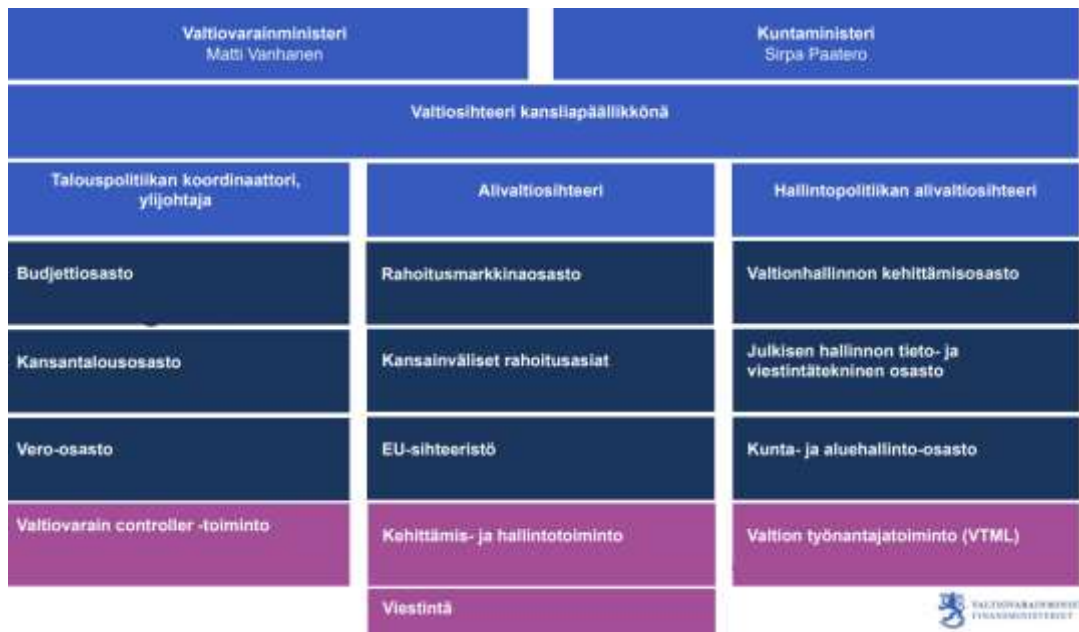 Valtiovarainministeri
Matti Vanhanen
Kuntaministeri
Sirpa Paatero
Valtiosihteeri kansliapäällikkönä
Talouspolitiikan koordinaattori,
ylijohtaja
Alivaltiosihteeri
Hallintopolitiikan alivaltiosihteeri
Budjettiosasto
Rahoitusmarkkinaosasto
Valtionhallinnon kehittämisosasto
Kansantalousosasto
Kansainväliset rahoitusasiat
Julkisen hallinnon tieto- ja
viestintätekninen osasto
Vero-osasto
EU-sihteeristö
Kunta- ja aluehallinto-osasto
Valtiovarain controller -toiminto
Kehittämis- ja hallintotoiminto
Valtion työnantajatoiminto (VTML)
Viestintä